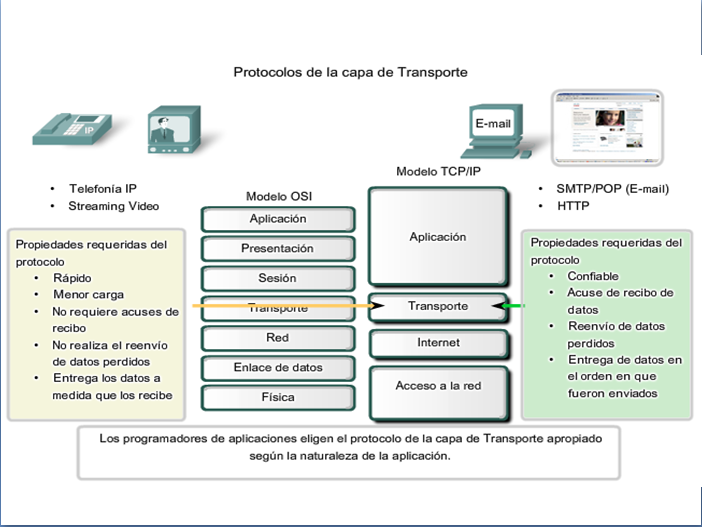 Protocolos de la capa de Transporte
IP
E-mail
• Telefonía IP
• Streaming Video
Modelo OSI
Aplicación
Presentación
Sesión
Transporte
Red
Enlace de datos
Física
Modelo TCP/IP
Aplicación
Transporte
Internet
Acceso a la red
• SMTP/POP (E-mail)
• HTTP
Propiedades requeridas del
protocolo
• Rápido
• Menor carga
• No requiere acuses de
recibo
• No realiza el reenvío
de datos perdidos
• Entrega los datos a
medida que los recibe
Propiedades requeridas del
protocolo
• Confiable
• Acuse de recibo de
datos
• Reenvío de datos
perdidos
• Entrega de datos en
el orden en que
fueron enviados
Los programadores de aplicaciones eligen el protocolo de la capa de Transporte apropiado
según la naturaleza de la aplicación.